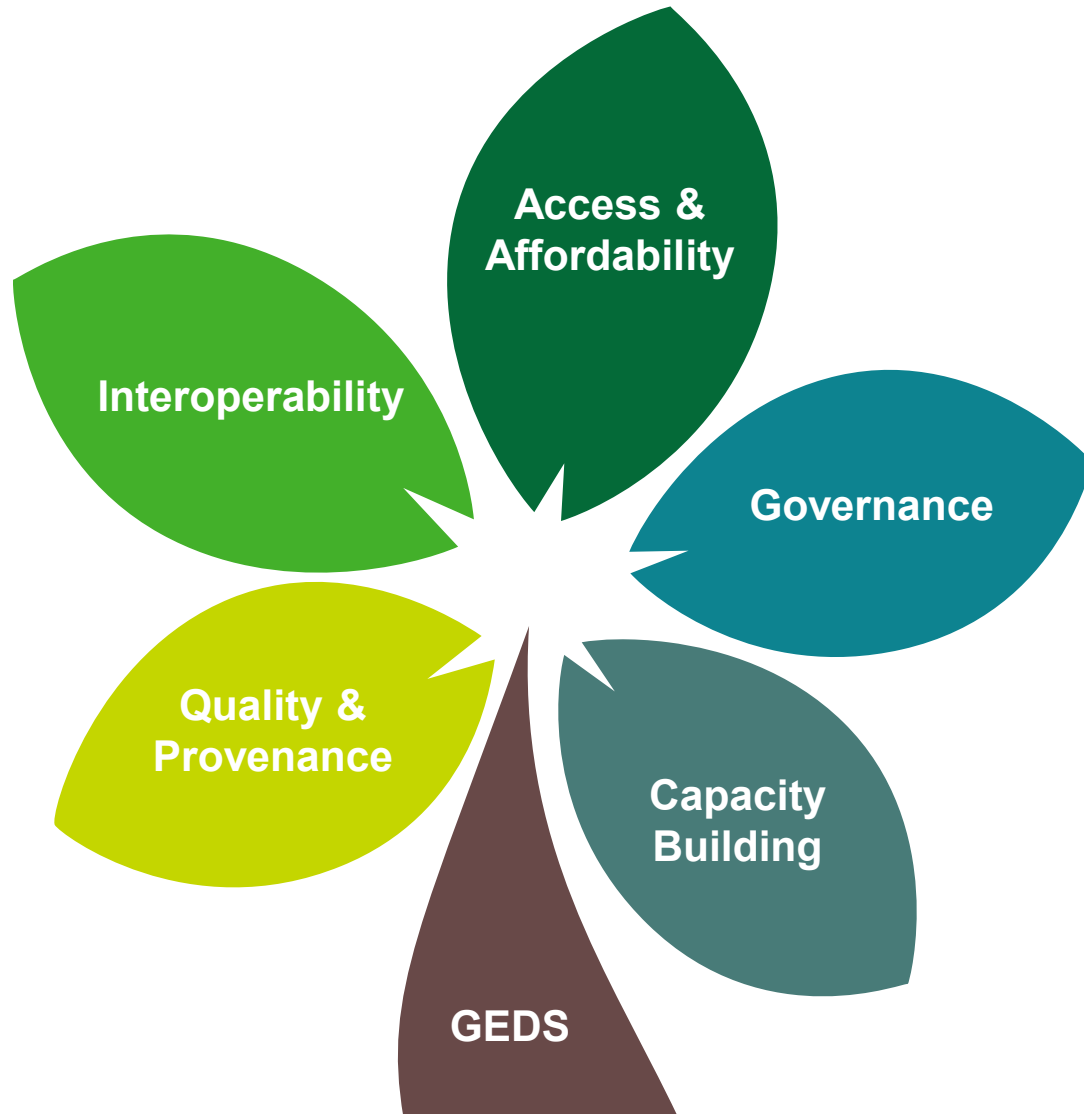 Access &
Affordability
Interoperability
Governance
Quality &
Provenance
Capacity
Building
GEDS